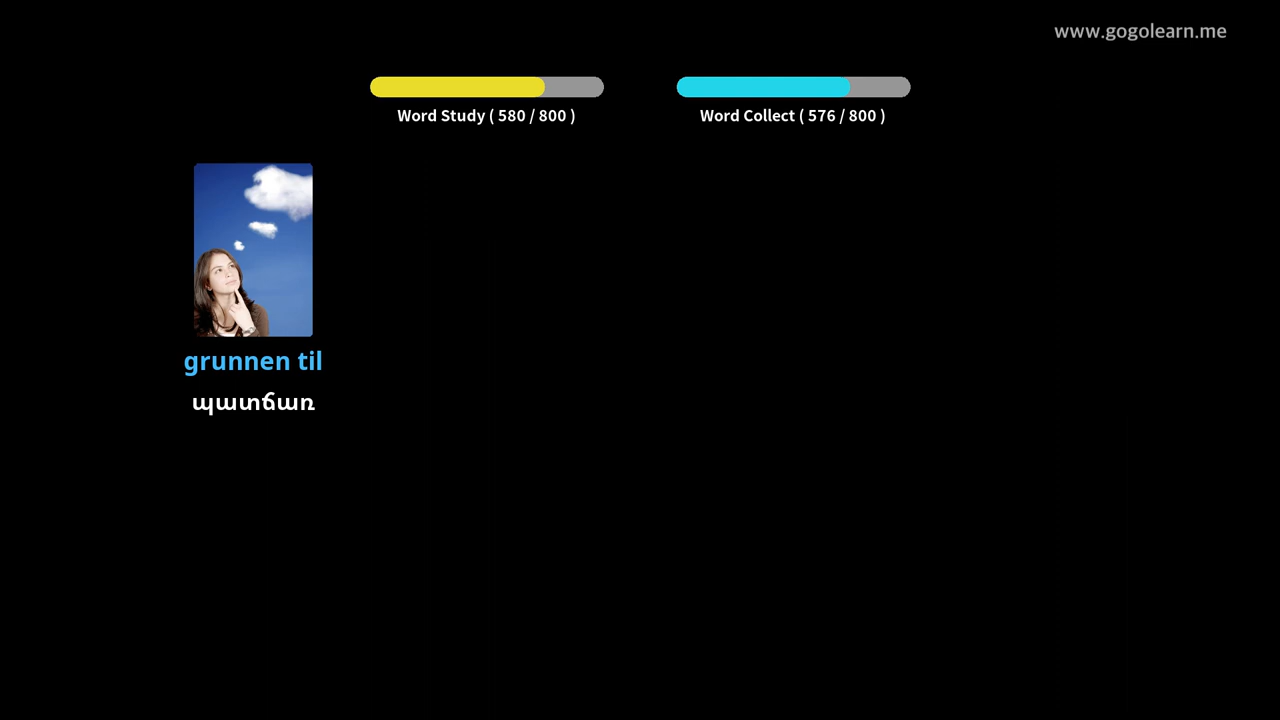 www.gogolearn.me
Word Study ( 580 / 800 )
Word Collect ( 576 / 800 )
grunnen til
պատճառ